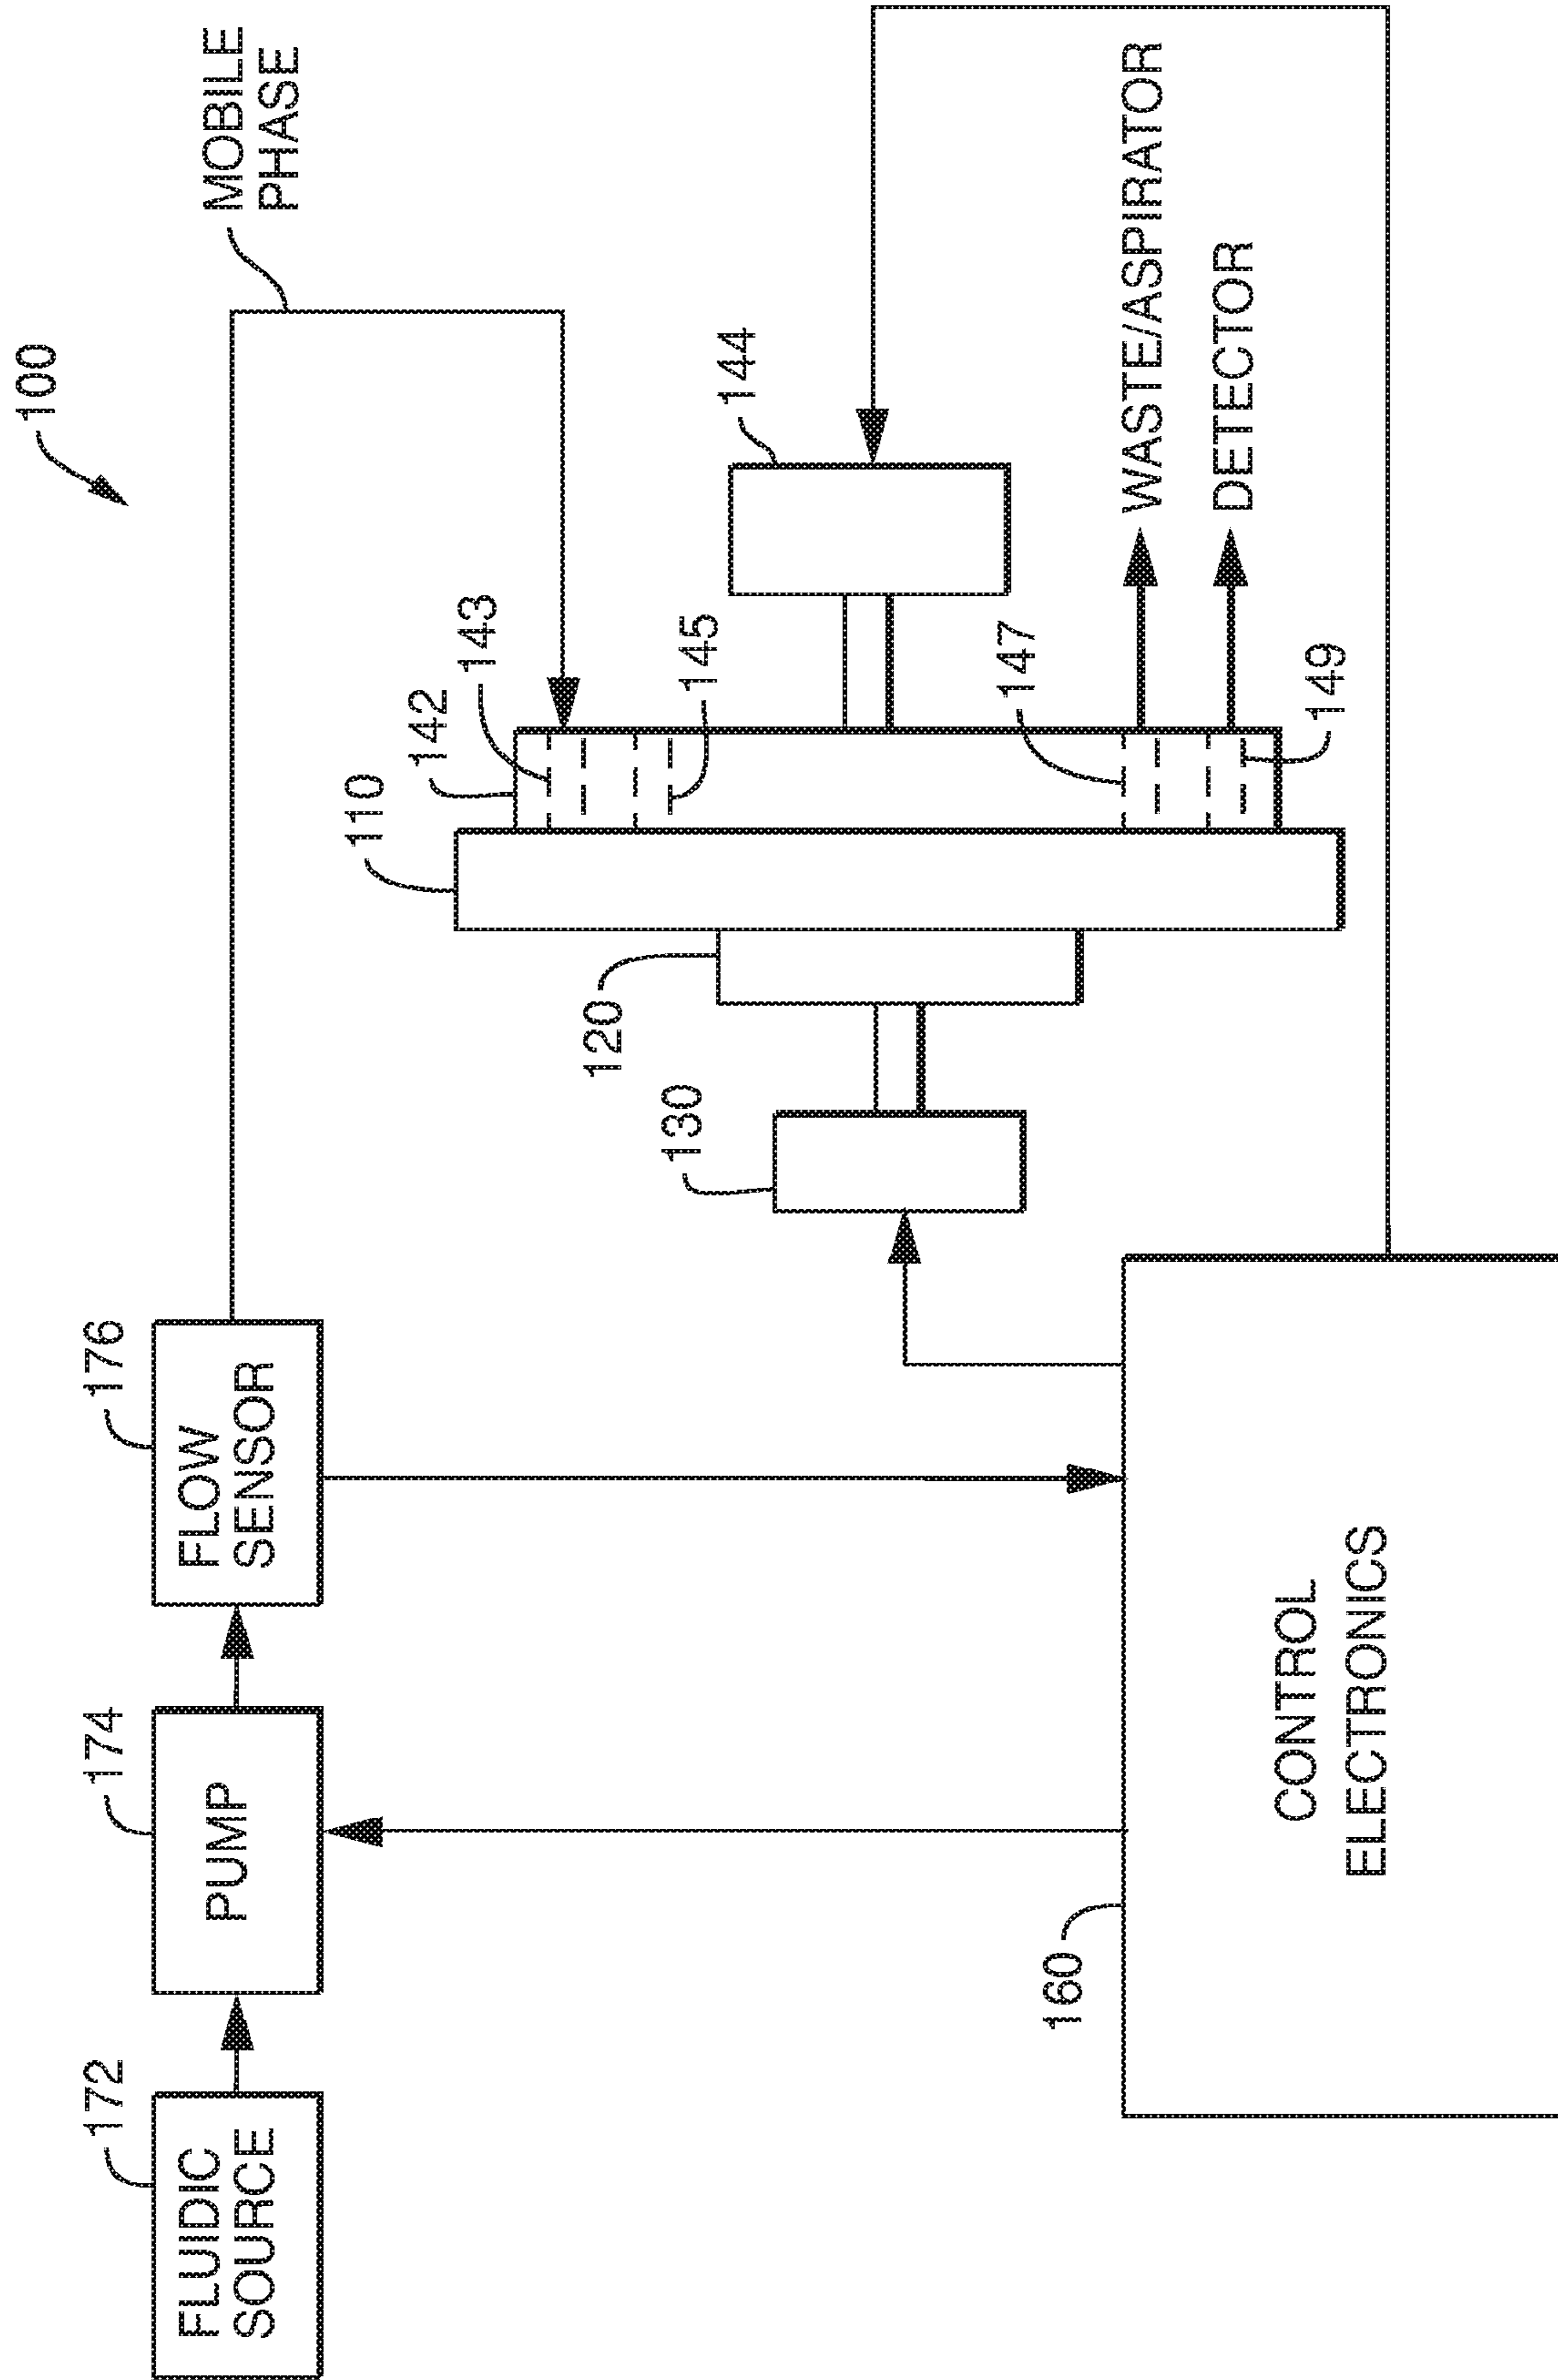 100
MOBILE
PHASE
172
174
176
FLUIDIC
SOURCE
PUMP
FLOW
SENSOR
110
142
143
144
120
145
130
147
149
WASTE/ASPIRATOR
DETECTOR
160
CONTROL
ELECTRONICS